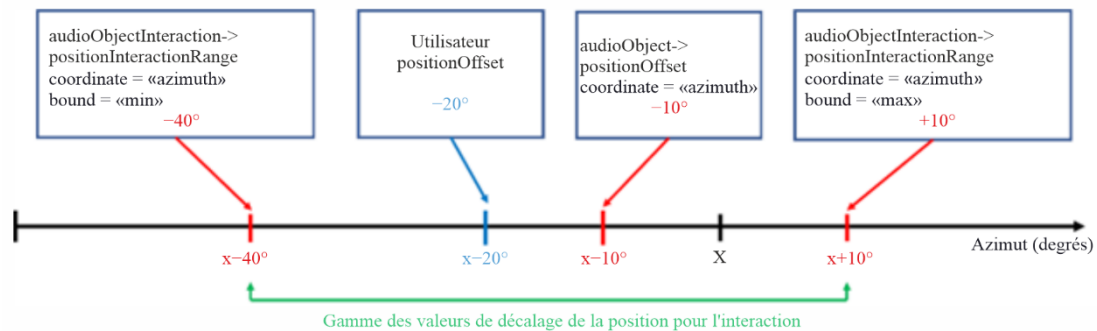 audioObjectInteraction->
positionInteractionRange
coordinate = «azimuth»
bound = «min»
−40°
Utilisateur
positionOffset
−20°
audioObject->
positionOffset
coordinate = «azimuth»
−10°
audioObjectInteraction->
positionInteractionRange
coordinate = «azimuth»
bound = «max»
+10°
x−40°
x−20°
x−10°
X
x+10°
Azimut (degrés)
Gamme des valeurs de décalage de la position pour l'interaction